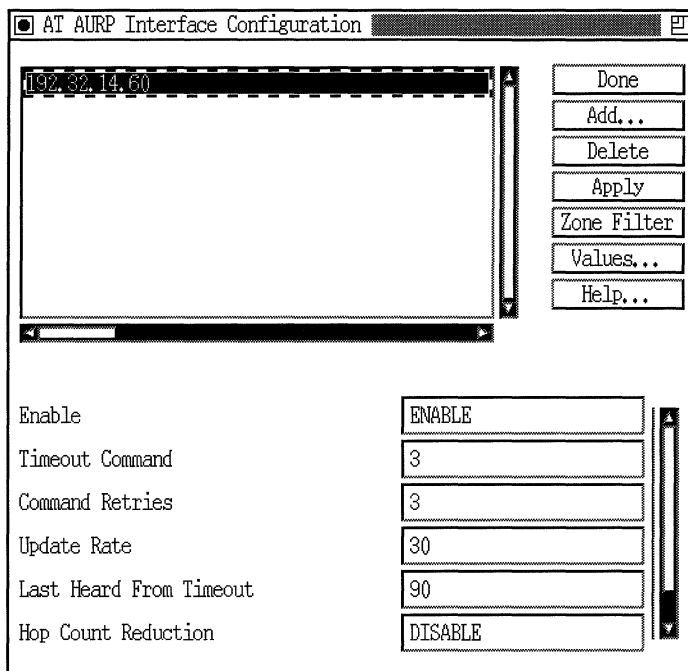 AT AURP Interface Configuration
192.32.14.60
Done
Add...
Delete
Apply
Zone Filter
Values...
Help...
Enable ENABLE
Timeout Command 3
Command Retries 3
Update Rate 30
Last Heard From Timeout 90
Hop Count Reduction DISABLE